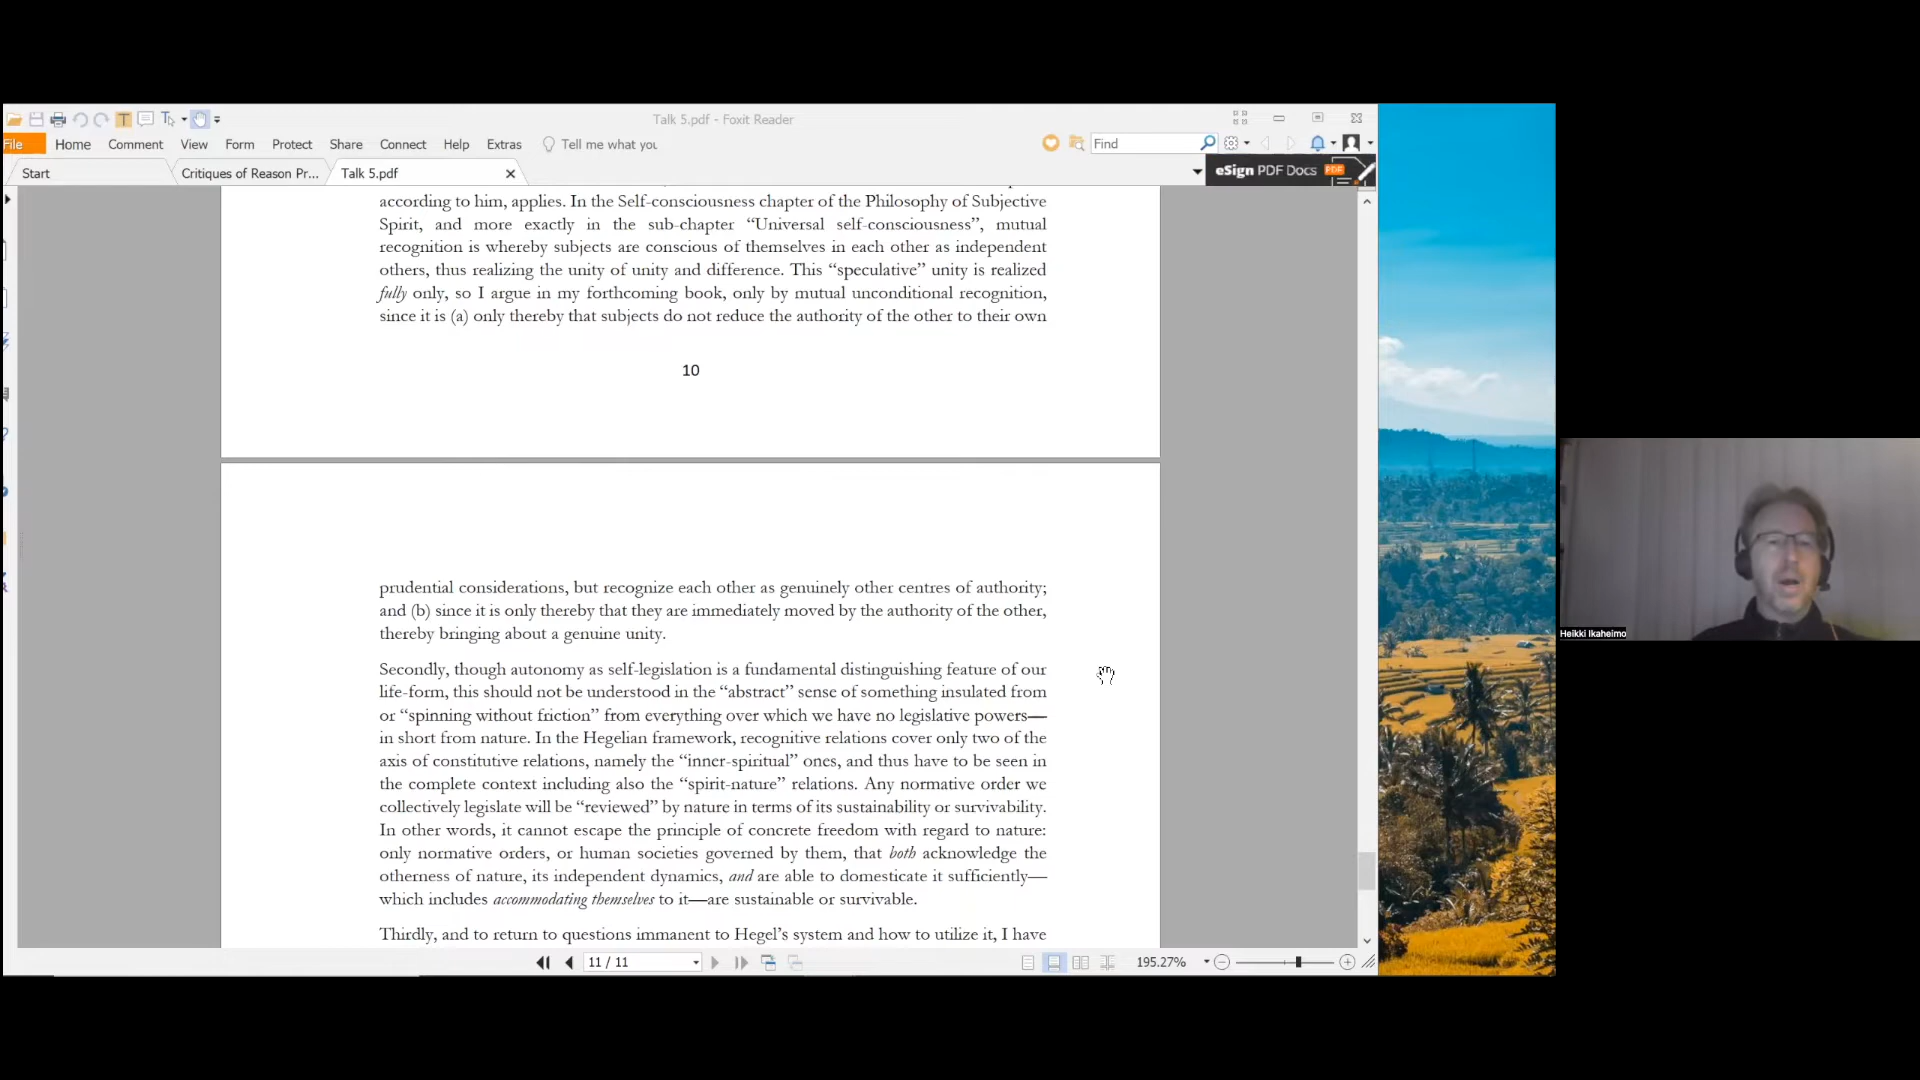 Talk 5.pdf - Foxit Reader
File Home Comment View Form Protect Share Connect Help Extras Tell me what you Find
Start Critiques of Reason Pr... Talk 5.pdf eSign PDF Docs PDF
according to him, applies. In the Self-consciousness chapter of the Philosophy of Subjective
Spirit, and more exactly in the sub-chapter “Universal self-consciousness”, mutual
recognition is whereby subjects are conscious of themselves in each other as independent
others, thus realizing the unity of unity and difference. This “speculative” unity is realized
fully only, so I argue in my forthcoming book, only by mutual unconditional recognition,
since it is (a) only thereby that subjects do not reduce the authority of the other to their own
10
prudential considerations, but recognize each other as genuinely other centres of authority;
and (b) since it is only thereby that they are immediately moved by the authority of the other,
thereby bringing about a genuine unity.
Secondly, though autonomy as self-legislation is a fundamental distinguishing feature of our
life-form, this should not be understood in the “abstract” sense of something insulated from
or “spinning without friction” from everything over which we have no legislative powers—
in short from nature. In the Hegelian framework, recognitive relations cover only two of the
axis of constitutive relations, namely the “inner-spiritual” ones, and thus have to be seen in
the complete context including also the “spirit-nature” relations. Any normative order we
collectively legislate will be “reviewed” by nature in terms of its sustainability or survivability.
In other words, it cannot escape the principle of concrete freedom with regard to nature:
only normative orders, or human societies governed by them, that both acknowledge the
otherness of nature, its independent dynamics, and are able to domesticate it sufficiently—
which includes accommodating themselves to it—are sustainable or survivable.
Thirdly, and to return to questions immanent to Hegel’s system and how to utilize it, I have
11 / 11 195.27%
Heikki Ikaheimo